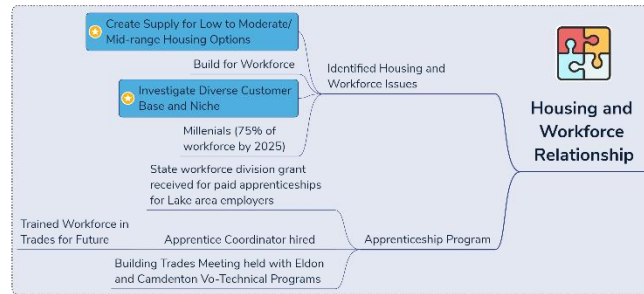 Create Supply for Low to Moderate/
Mid-range Housing Options
Build for Workforce
Investigate Diverse Customer
Base and Niche
Millenials (75% of
workforce by 2025)
Identified Housing and
Workforce Issues
State workforce division grant
received for paid apprenticeships
for Lake area employers
Trained Workforce in
Trades for Future
Apprentice Coordinator hired
Building Trades Meeting held with Eldon
and Camdenton Vo-Technical Programs
Apprenticeship Program
Housing and
Workforce
Relationship